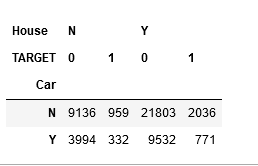 House N Y
TARGET 0 1 0 1
Car
N 9136 959 21803 2036
Y 3994 332 9532 771